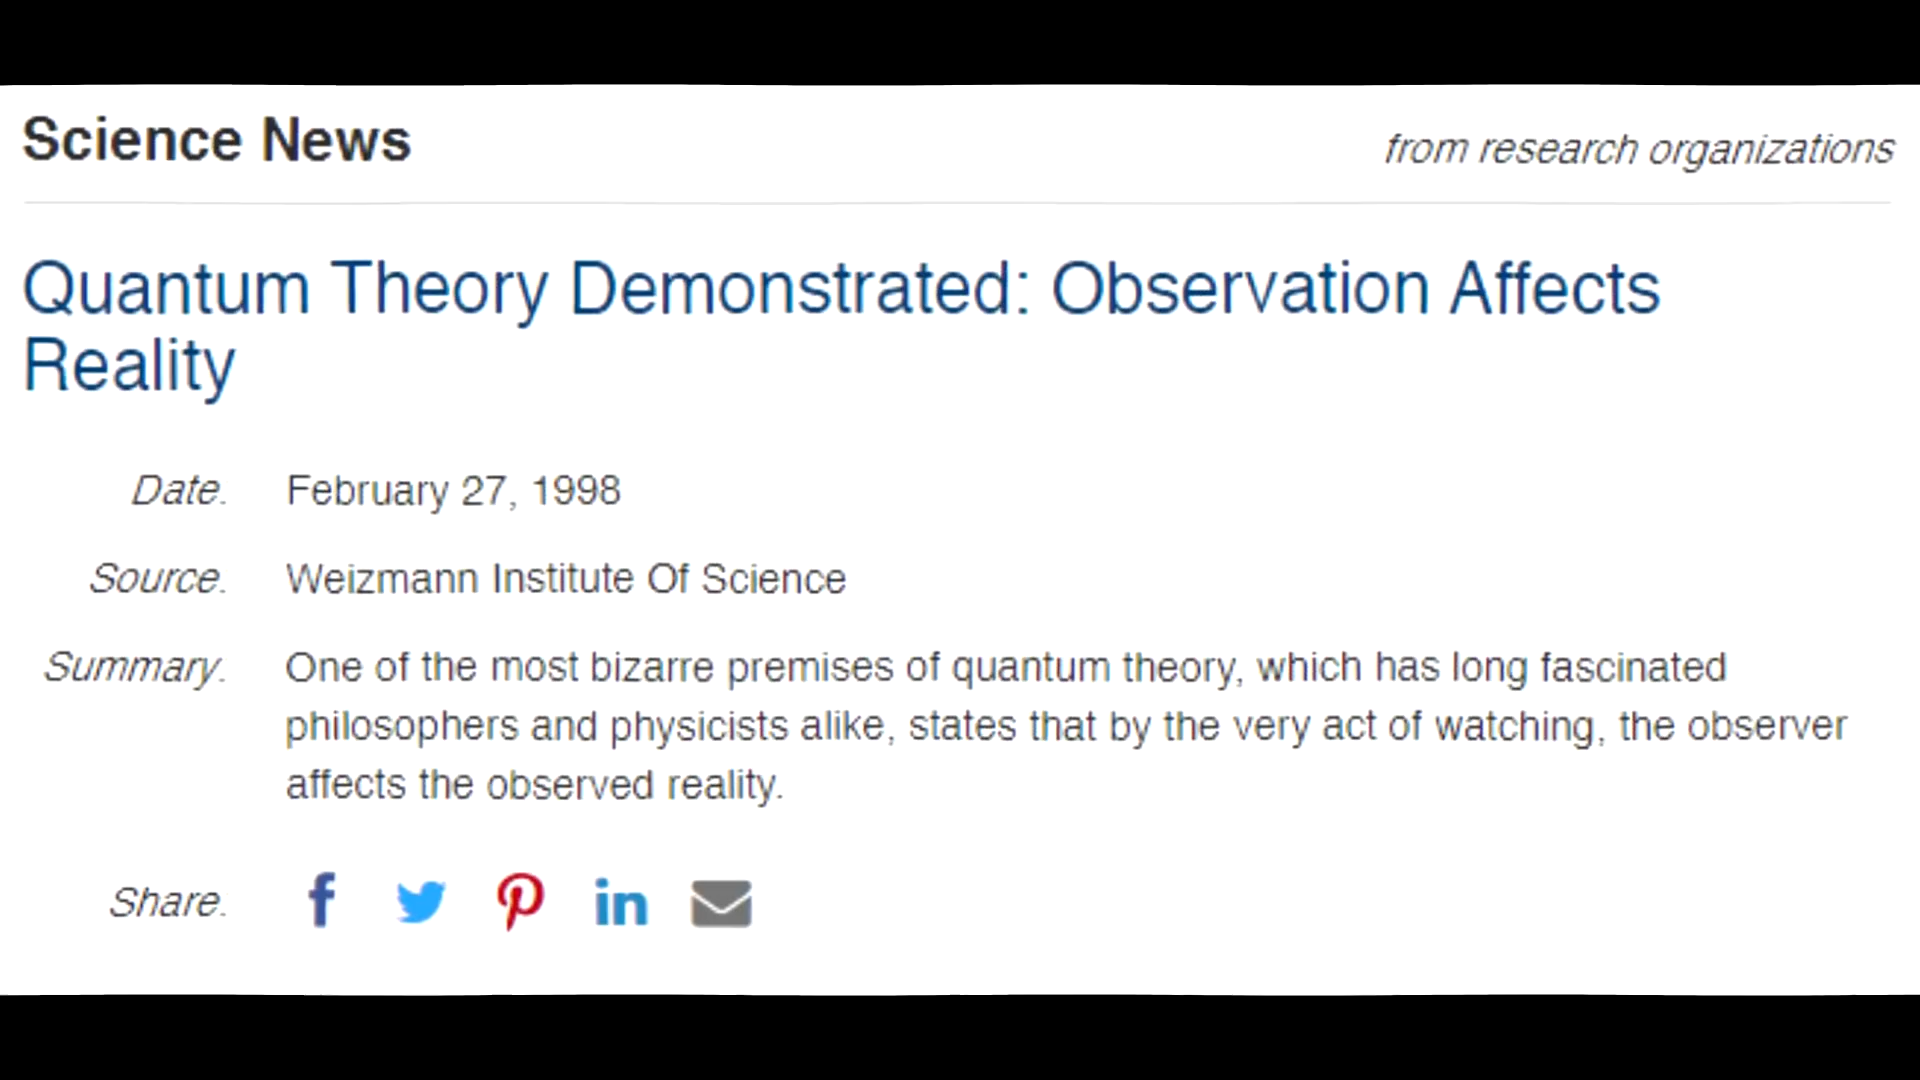 Science News
from research organizations
Quantum Theory Demonstrated: Observation Affects
Reality
Date: February 27, 1998
Source: Weizmann Institute Of Science
Summary: One of the most bizarre premises of quantum theory, which has long fascinated
philosophers and physicists alike, states that by the very act of watching, the observer
affects the observed reality.
Share: